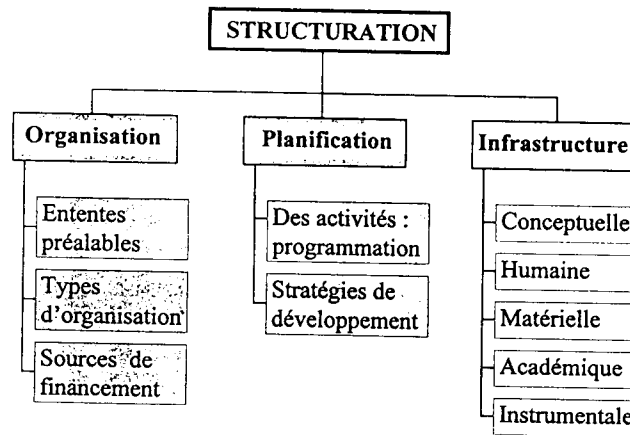 STRUCTURATION
Organisation
Ententes
préalables
Types
d'organisation
Sources de
financement
Planification
Des activités :
programmation
Stratégies de
développement
Infrastructure
Conceptuelle
Humaine
Matérielle
Académique
Instrumentale